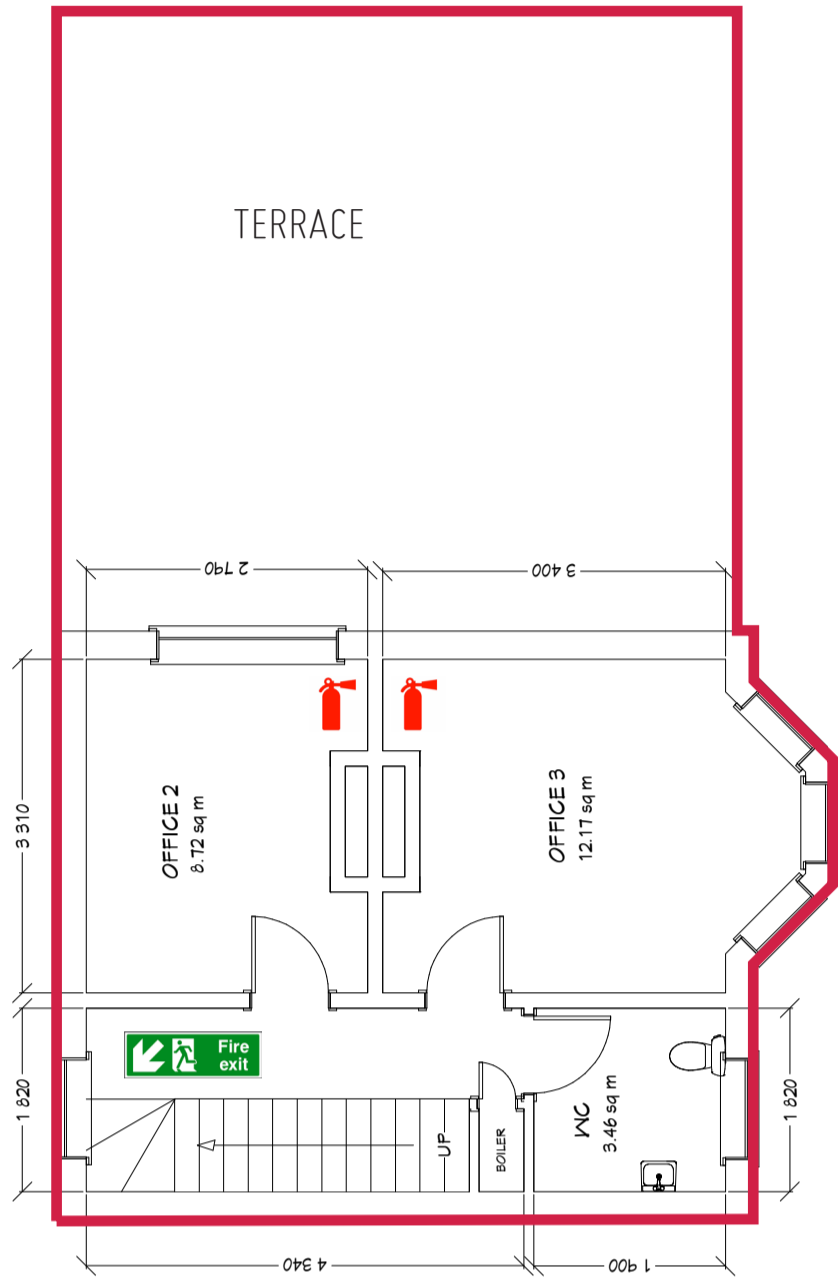 TERRACE
2 790
3 400
3 310
OFFICE 2
8.72 sq m
OFFICE 3
12.17 sq m
1 820
Fire
exit
UP
BOILER
WC
3.46 sq m
1 820
4 340
1 900